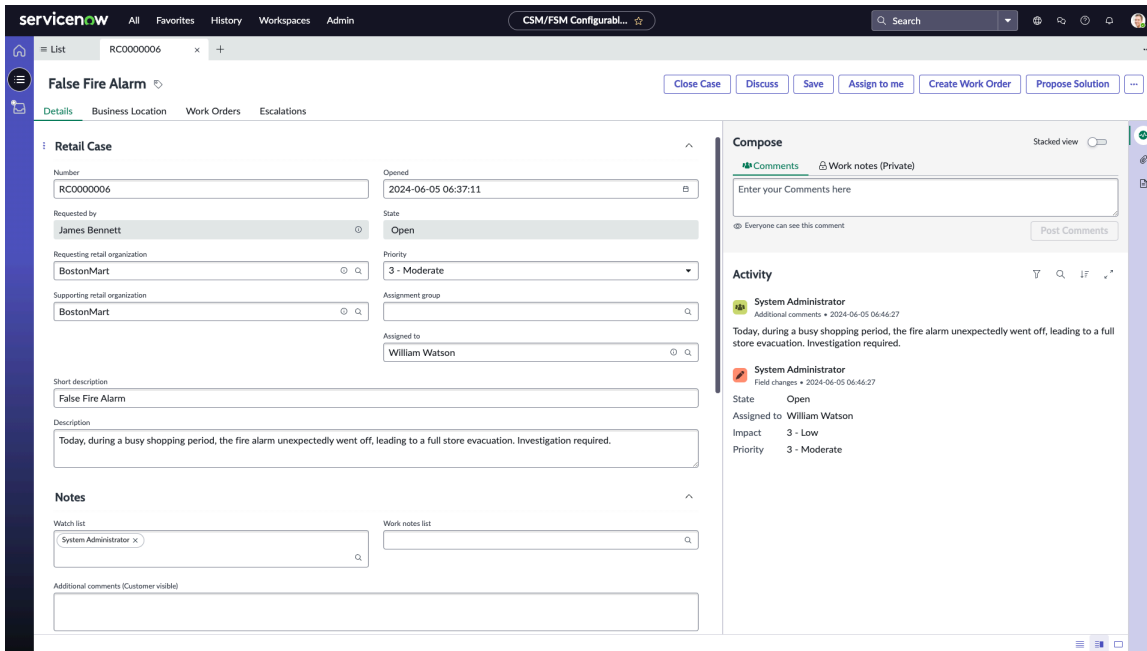 servicenow All Favorites History Workspaces Admin CSM/FSM Configurabl... Search
List RC0000006
False Fire Alarm Close Case Discuss Save Assign to me Create Work Order Propose Solution
Details Business Location Work Orders Escalations
Retail Case
Number
RC0000006
Opened
2024-06-05 06:37:11
Requested by
James Bennett
State
Open
Requesting retail organization
BostonMart
Priority
3 - Moderate
Supporting retail organization
BostonMart
Assignment group
Assigned to
William Watson
Short description
False Fire Alarm
Description
Today, during a busy shopping period, the fire alarm unexpectedly went off, leading to a full store evacuation. Investigation required.
Notes
Watch list
System Administrator
Work notes list
Additional comments (Customer visible)
Compose Stacked view
Comments Work notes (Private)
Enter your Comments here
Everyone can see this comment Post Comments
Activity
System Administrator
Additional comments • 2024-06-05 06:46:27
Today, during a busy shopping period, the fire alarm unexpectedly went off, leading to a full
store evacuation. Investigation required.
System Administrator
Field changes • 2024-06-05 06:46:27
State Open
Assigned to William Watson
Impact 3 - Low
Priority 3 - Moderate